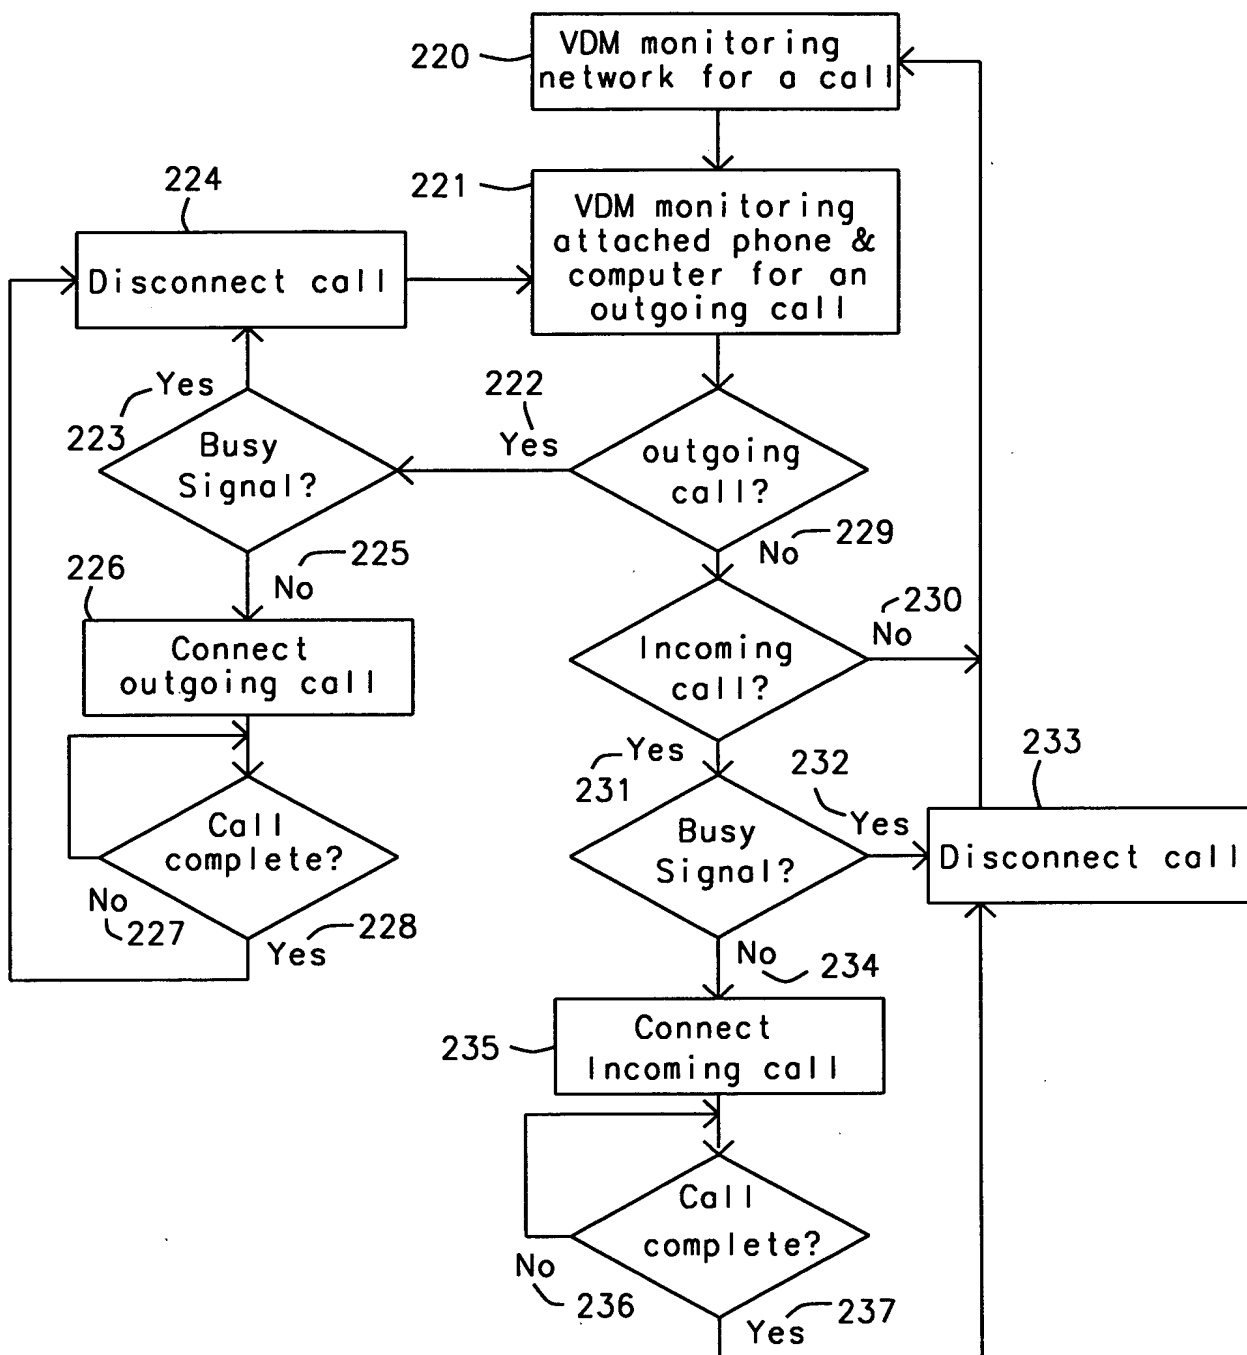 220
VDM monitoring
network for a call
224
221
VDM monitoring
attached phone &
computer for an
outgoing call
Disconnect call
Yes
223
222
Yes
Busy
Signal?
outgoing
call?
225
No
No
229
226
Connect
outgoing call
230
No
Incoming
call?
Yes
231
232
Yes
233
Call
complete?
Busy
Signal?
Disconnect call
No
227
Yes
228
No
234
235
Connect
Incoming call
Call
complete?
No
236
Yes
237